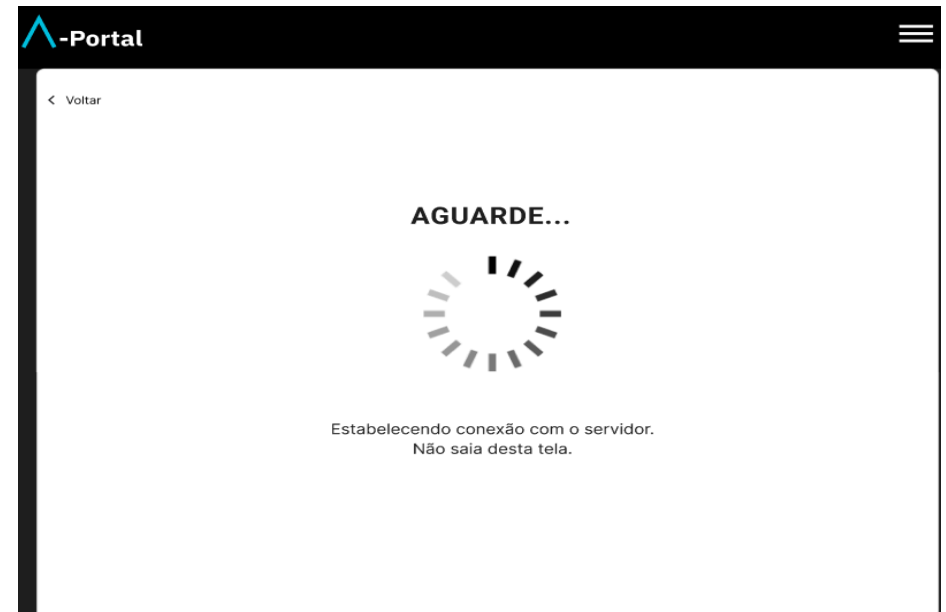 -Portal
Voltar
AGUARDE...
Estabelecendo conexão com o servidor.
Não saia desta tela.